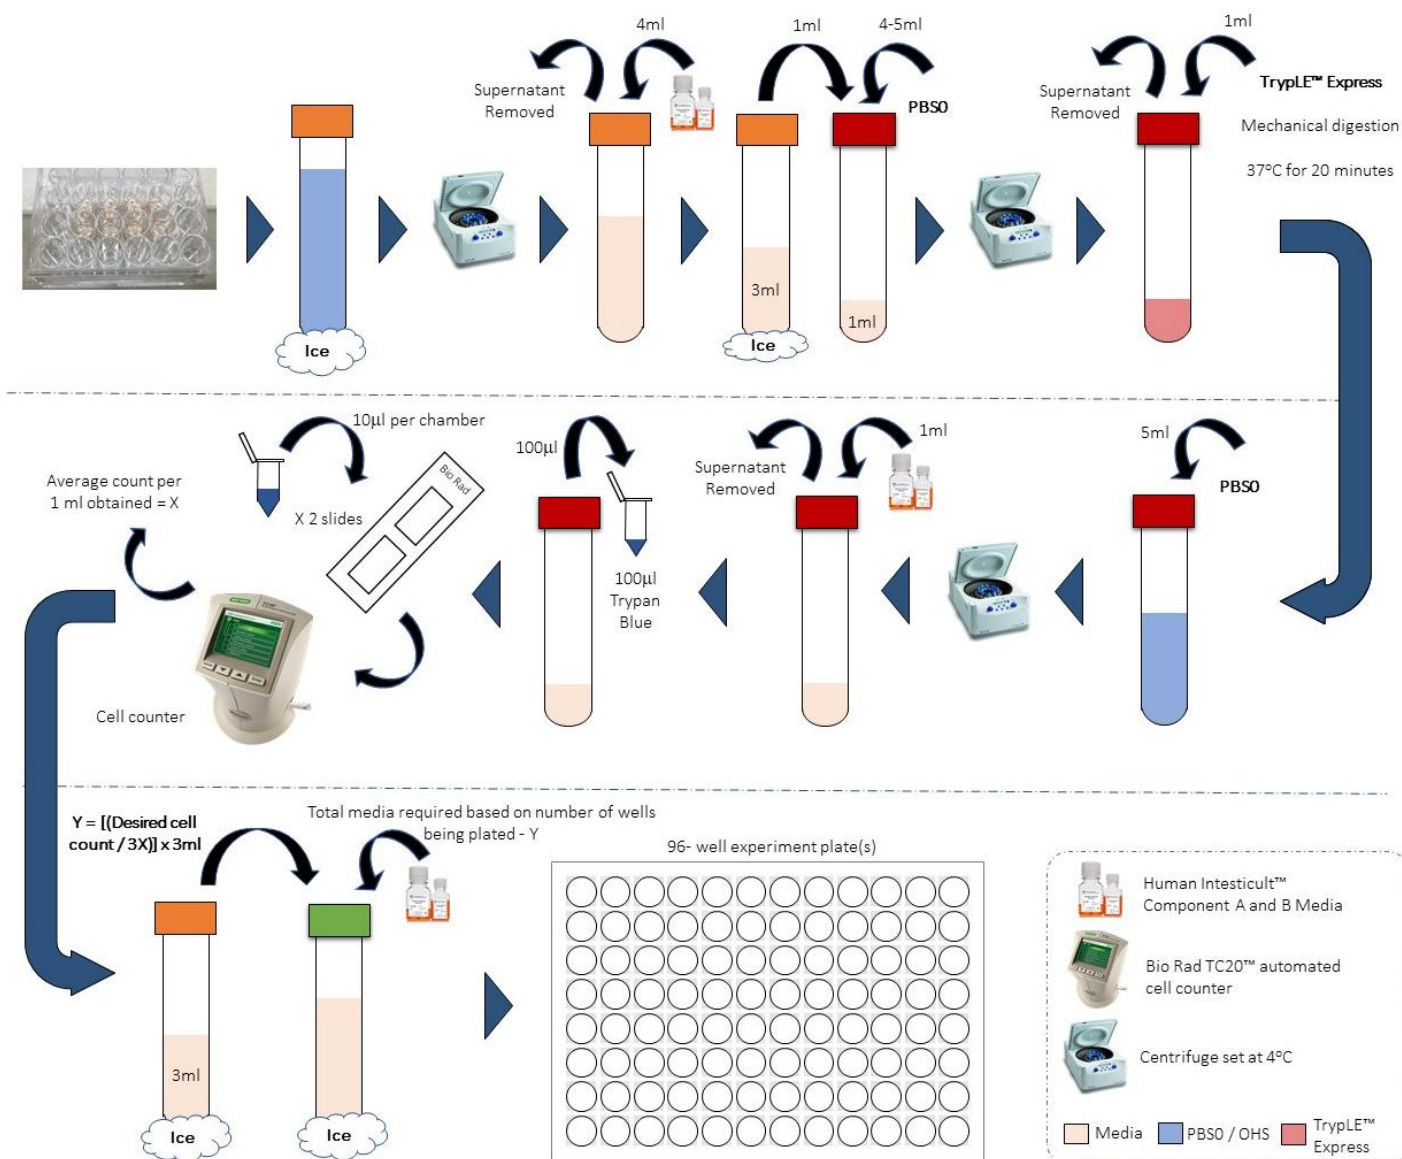 4ml
1ml
4-5ml
1ml
Supernatant
Removed
PBS0
Supernatant
Removed
TrypLE™ Express
Mechanical digestion
37°C for 20 minutes
3ml
1ml
Ice
Ice
10µl per chamber
100µl
1ml
5ml
Average count per
1 ml obtained = X
Bio Rad
X 2 slides
Supernatant
Removed
PBS0
100µl
Trypan
Blue
Cell counter
Y = [(Desired cell
count / 3X)] x 3ml
Total media required based on number of wells
being plated - Y
96- well experiment plate(s)
3ml
Ice
Ice
Human Intesticult™
Component A and B Media
Bio Rad TC20™ automated
cell counter
Centrifuge set at 4°C
Media
PBS0 / OHS
TrypLE™
Express